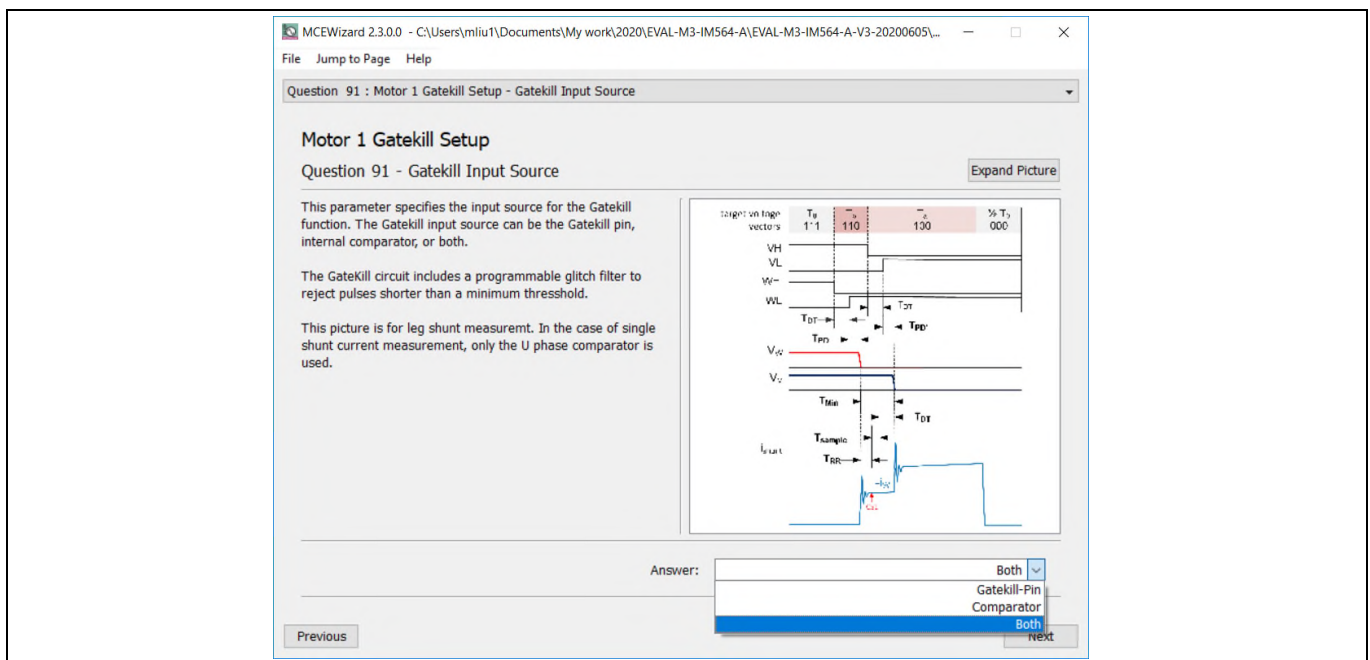 MCEWizard 2.3.0.0 - C:\Users\mliu1\Documents\My work\2020\EVAL-M3-IM564-A\EVAL-M3-IM564-A-V3-20200605\...
File Jump to Page Help
Question 91 : Motor 1 Gatekill Setup - Gatekill Input Source
Motor 1 Gatekill Setup
Question 91 - Gatekill Input Source
Expand Picture
This parameter specifies the input source for the Gatekill
function. The Gatekill input source can be the Gatekill pin,
internal comparator, or both.
The GateKill circuit includes a programmable glitch filter to
reject pulses shorter than a minimum thresshold.
This picture is for leg shunt measuremt. In the case of single
shunt current measurement, only the U phase comparator is
used.
vectors 110 100 000
VH
VL
WL
TDT
TDT
TPD'
TPD
VV
TMin
TDT
Tsample
TRR
Answer:
Both
Gatekill-Pin
Comparator
Both
Previous
Next